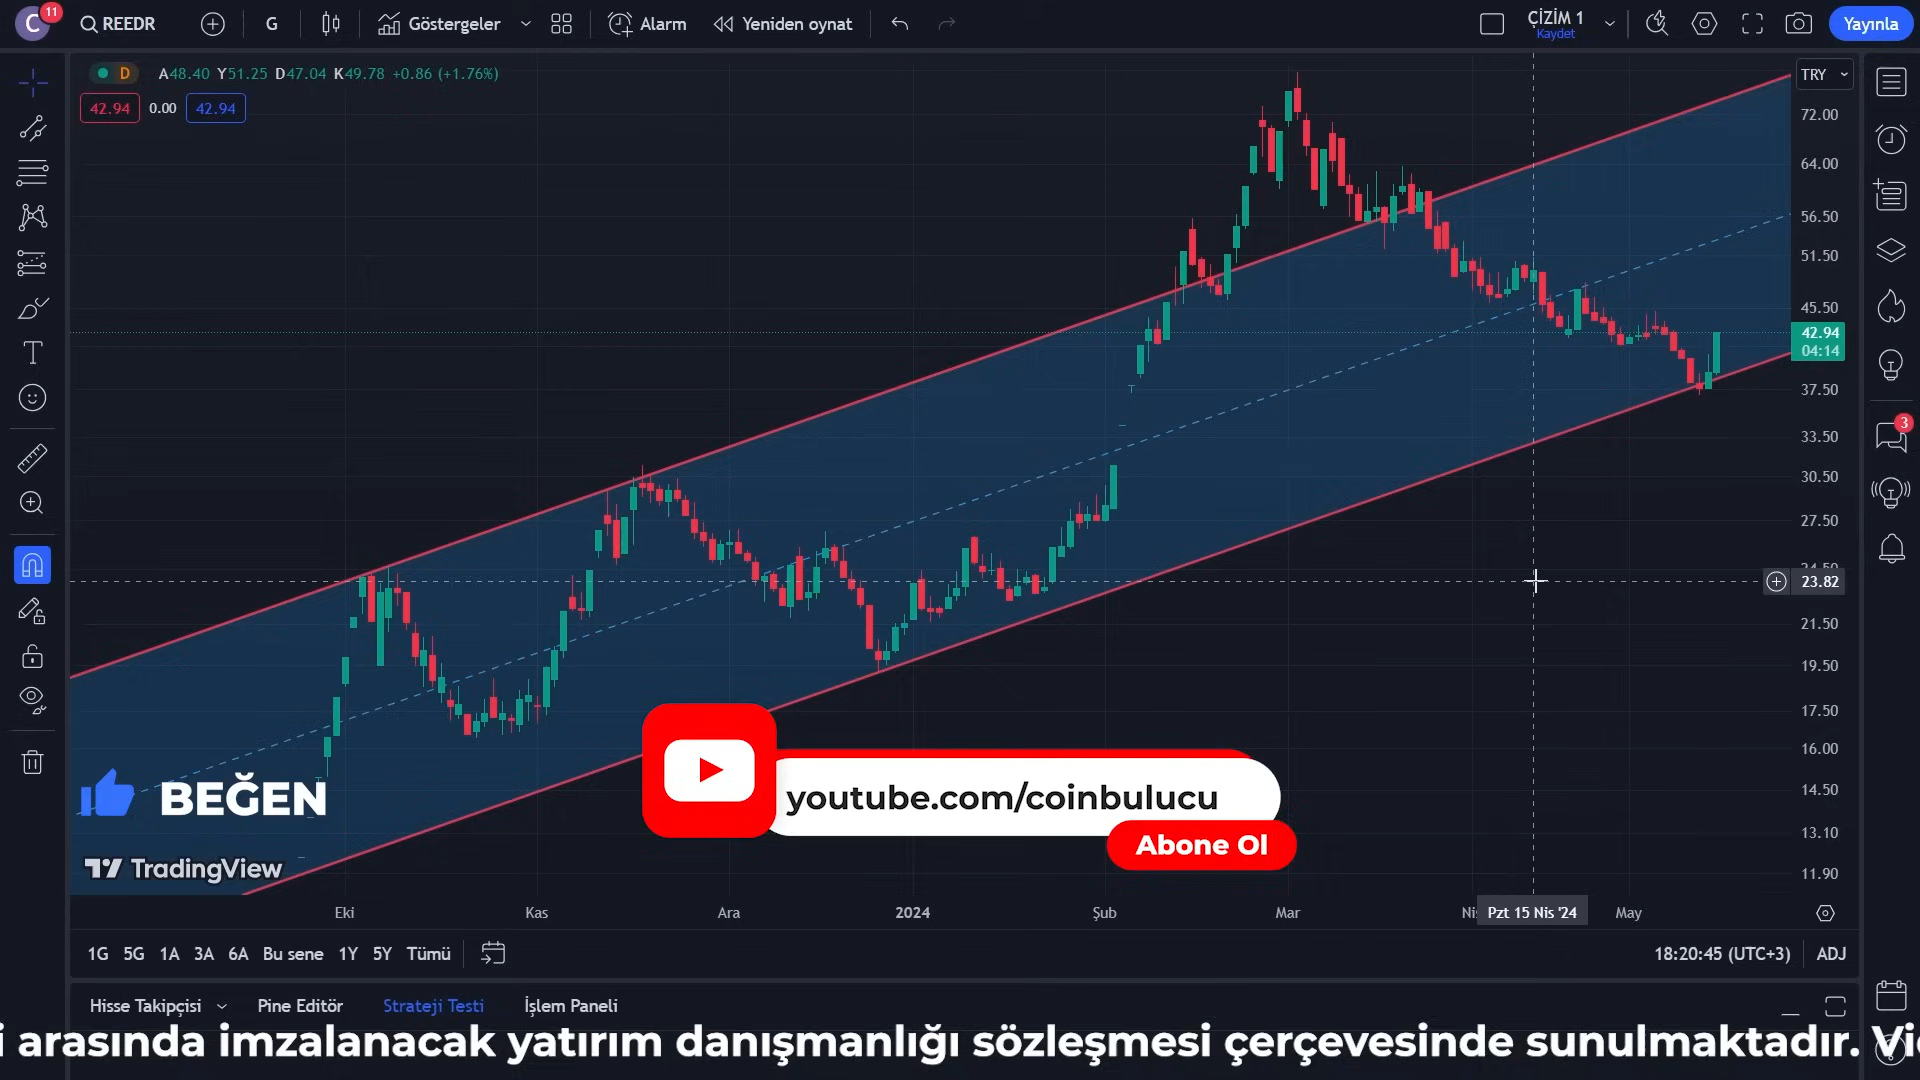 C 11 REEDR G Göstergeler Alarm Yeniden oynat ÇİZİM 1 Kaydet Yayınla
D A48.40 Y51.25 D47.04 K49.78 +0.86 (+1.76%) TRY
42.94 0.00 42.94
72.00
64.00
56.50
51.50
45.50
42.94
04:14
37.50
33.50
3
30.50
27.50
23.82
21.50
19.50
17.50
16.00
14.50
13.10
11.90
BEĞEN
youtube.com/coinbulucu
Abone Ol
TradingView
Eki Kas Ara 2024 Şub Mar Pzt 15 Nis '24 May
1G 5G 1A 3A 6A Bu sene 1Y 5Y Tümü 18:20:45 (UTC+3) ADJ
Hisse Takipçisi Pine Editör Strateji Testi İşlem Paneli
i arasında imzalanacak yatırım danışmanlığı sözleşmesi çerçevesinde sunulmaktadır.